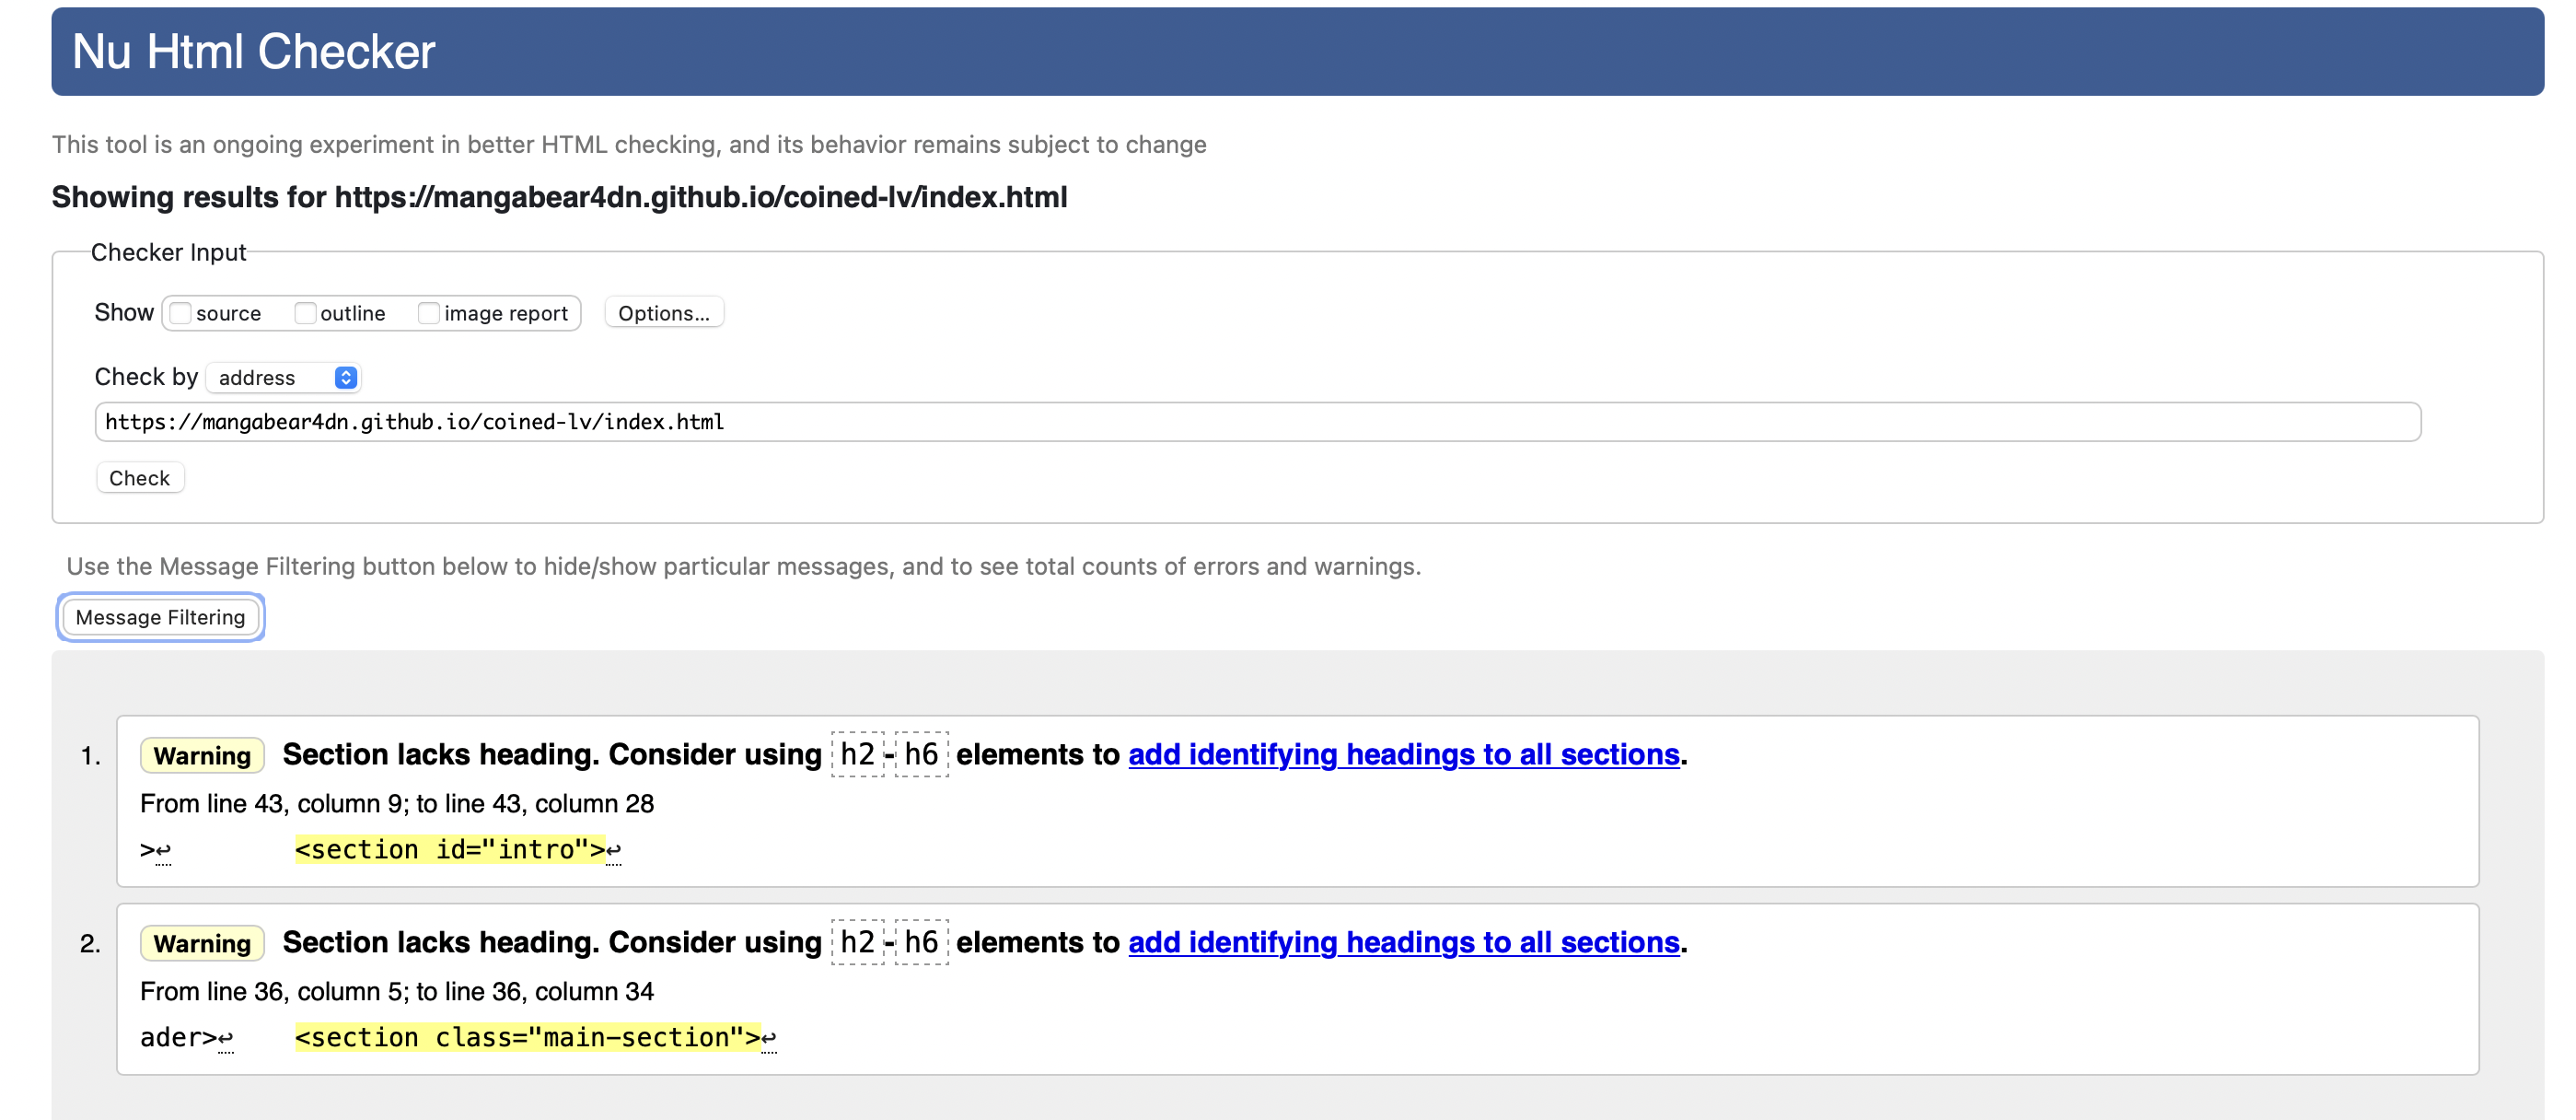 Nu Html Checker
This tool is an ongoing experiment in better HTML checking, and its behavior remains subject to change
Showing results for https://mangabear4dn.github.io/coined-lv/index.html
Checker Input
Show source outline image report Options...
Check by address
https://mangabear4dn.github.io/coined-lv/index.html
Check
Use the Message Filtering button below to hide/show particular messages, and to see total counts of errors and warnings.
Message Filtering
1. Warning Section lacks heading. Consider using h2-h6 elements to add identifying headings to all sections.
From line 43, column 9; to line 43, column 28
>↩ <section id="intro">↩
2. Warning Section lacks heading. Consider using h2-h6 elements to add identifying headings to all sections.
From line 36, column 5; to line 36, column 34
ader>↩ <section class="main-section">↩